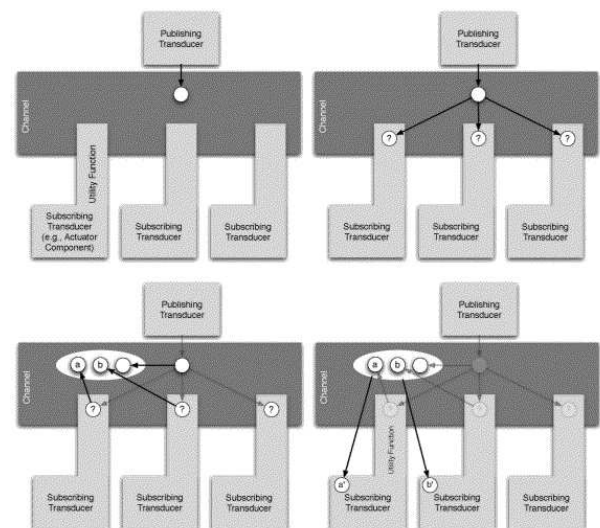 Publishing
Transducer
Channel
Utility Function
Subscribing
Transducer
(e.g., Actuator
Component)
Subscribing
Transducer
Subscribing
Transducer
Publishing
Transducer
Channel
?
?
?
Subscribing
Transducer
Subscribing
Transducer
Subscribing
Transducer
Publishing
Transducer
Channel
a
b
?
?
?
Subscribing
Transducer
Subscribing
Transducer
Subscribing
Transducer
Publishing
Transducer
Channel
a
b
?
?
?
Utility Function
a'
b'
Subscribing
Transducer
Subscribing
Transducer
Subscribing
Transducer